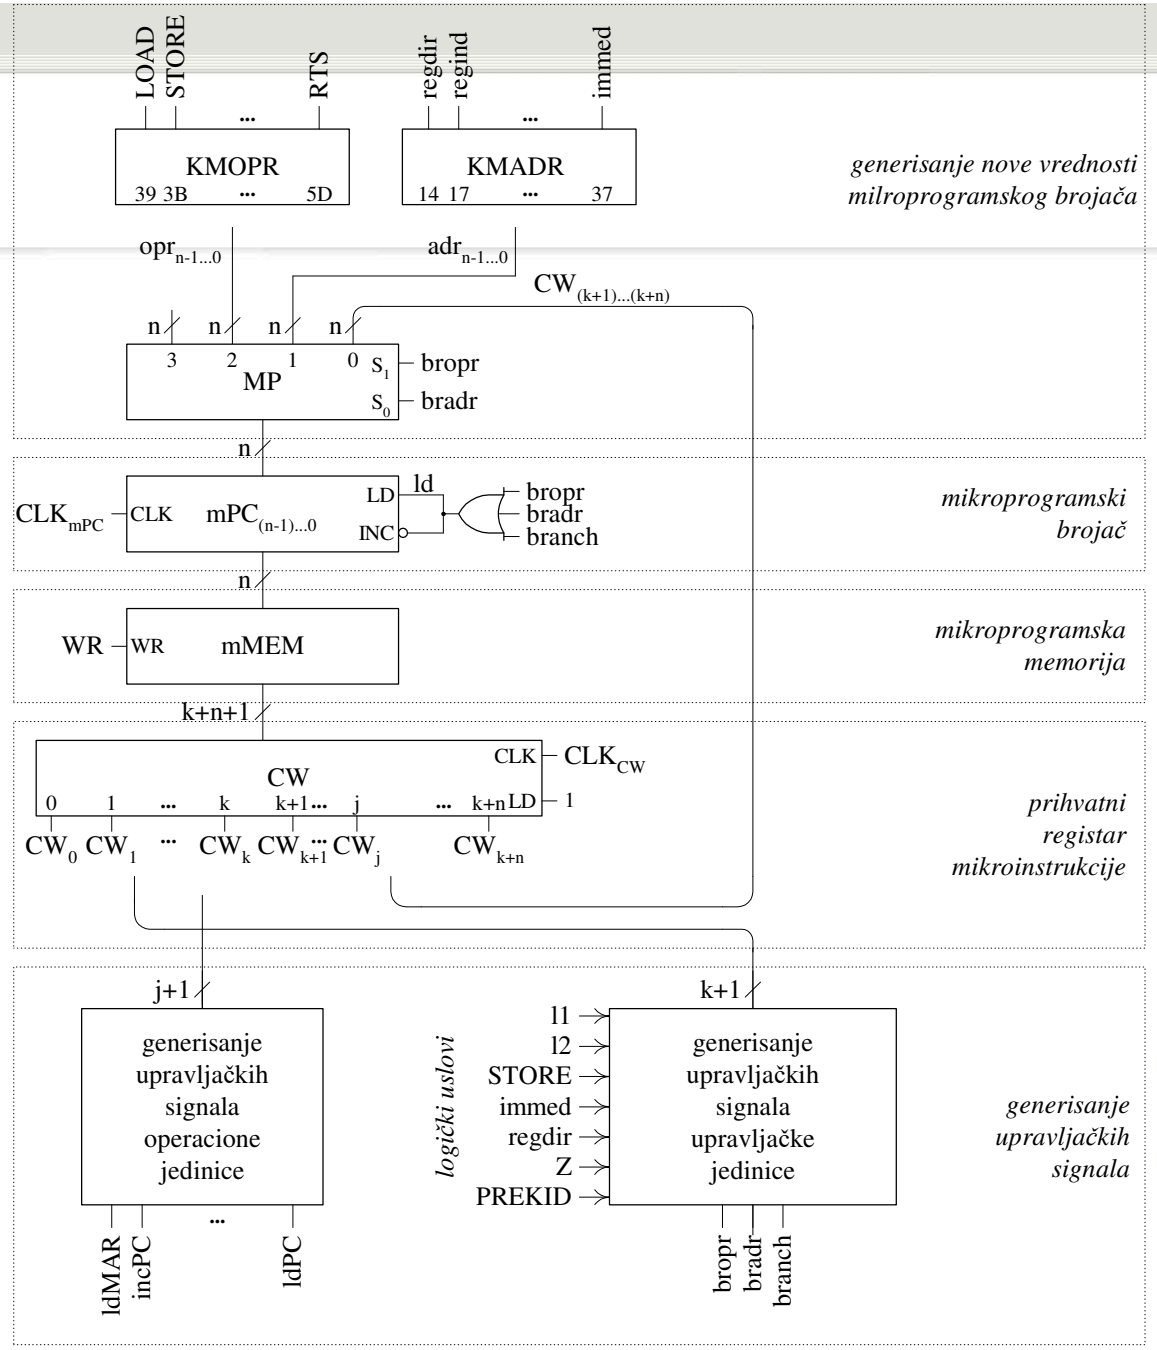 LOAD
STORE
...
RTS
regdir
regind
...
immed
KMOPR
39 3B ... 5D
KMADR
14 17 ... 37
generisanje nove vrednosti
milroprogramskog brojača
opr n-1...0
adr n-1...0
CW (k+1)...(k+n)
n n n n
3 2 1 0
MP
S1 bropr
S0 bradr
n
CLK mPC
CLK
mPC (n-1)...0
LD
INC
ld
bropr
bradr
branch
mikroprogramski
brojač
n
WR
WR
mMEM
mikroprogramska
memorija
k+n+1
CW
CLK
CLK CW
0 1 ... k k+1 ... j ... k+n
LD 1
CW0 CW1 ... CWk CWk+1 ... CWj CWk+n
prihvatni
registar
mikroinstrukcije
j+1
k+1
generisanje
upravljačkih
signala
operacione
jedinice
ldMAR
incPC
...
ldPC
logički uslovi
l1
l2
STORE
immed
regdir
Z
PREKID
generisanje
upravljačkih
signala
upravljačke
jedinice
bropr
bradr
branch
generisanje
upravljačkih
signala